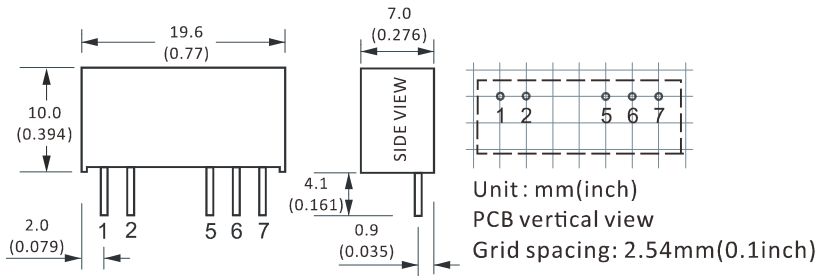 19.6
(0.77)
7.0
(0.276)
10.0
(0.394)
SIDE VIEW
1 2 5 6 7
4.1
(0.161)
1 2 5 6 7
2.0
(0.079)
0.9
(0.035)
Unit : mm(inch)
PCB vertical view
Grid spacing: 2.54mm(0.1inch)